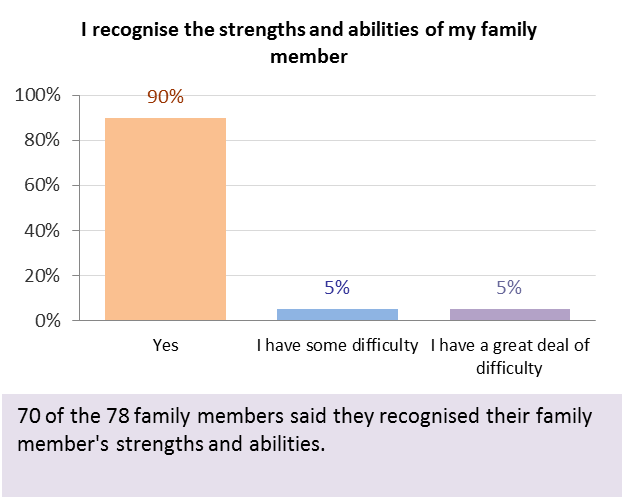 I recognise the strengths and abilities of my family
member
100%
80%
60%
40%
20%
0%
90%
5%
5%
Yes
I have some difficulty
I have a great deal of
difficulty
70 of the 78 family members said they recognised their family
member's strengths and abilities.